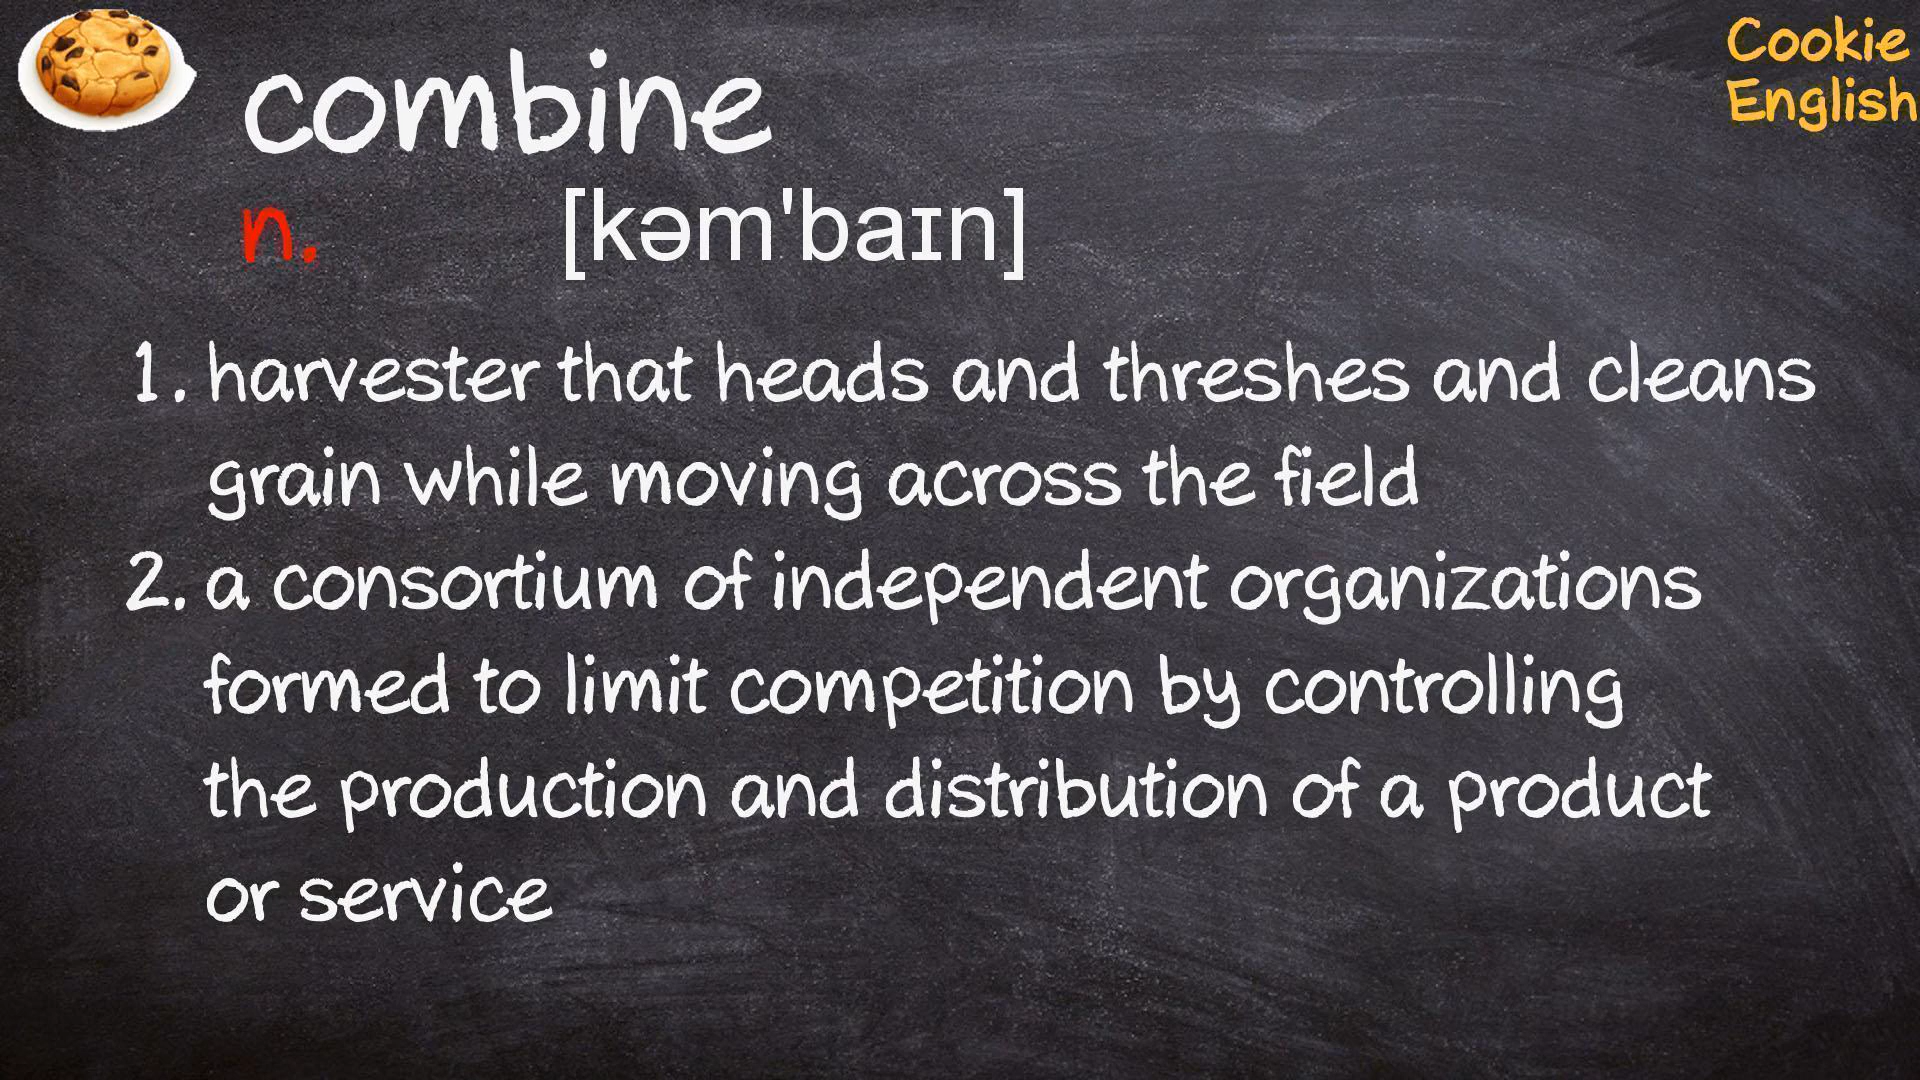 combine
Cookie
English
n. [kəm'baɪn]
1. harvester that heads and threshes and cleans
grain while moving across the field
2. a consortium of independent organizations
formed to limit competition by controlling
the production and distribution of a product
or service